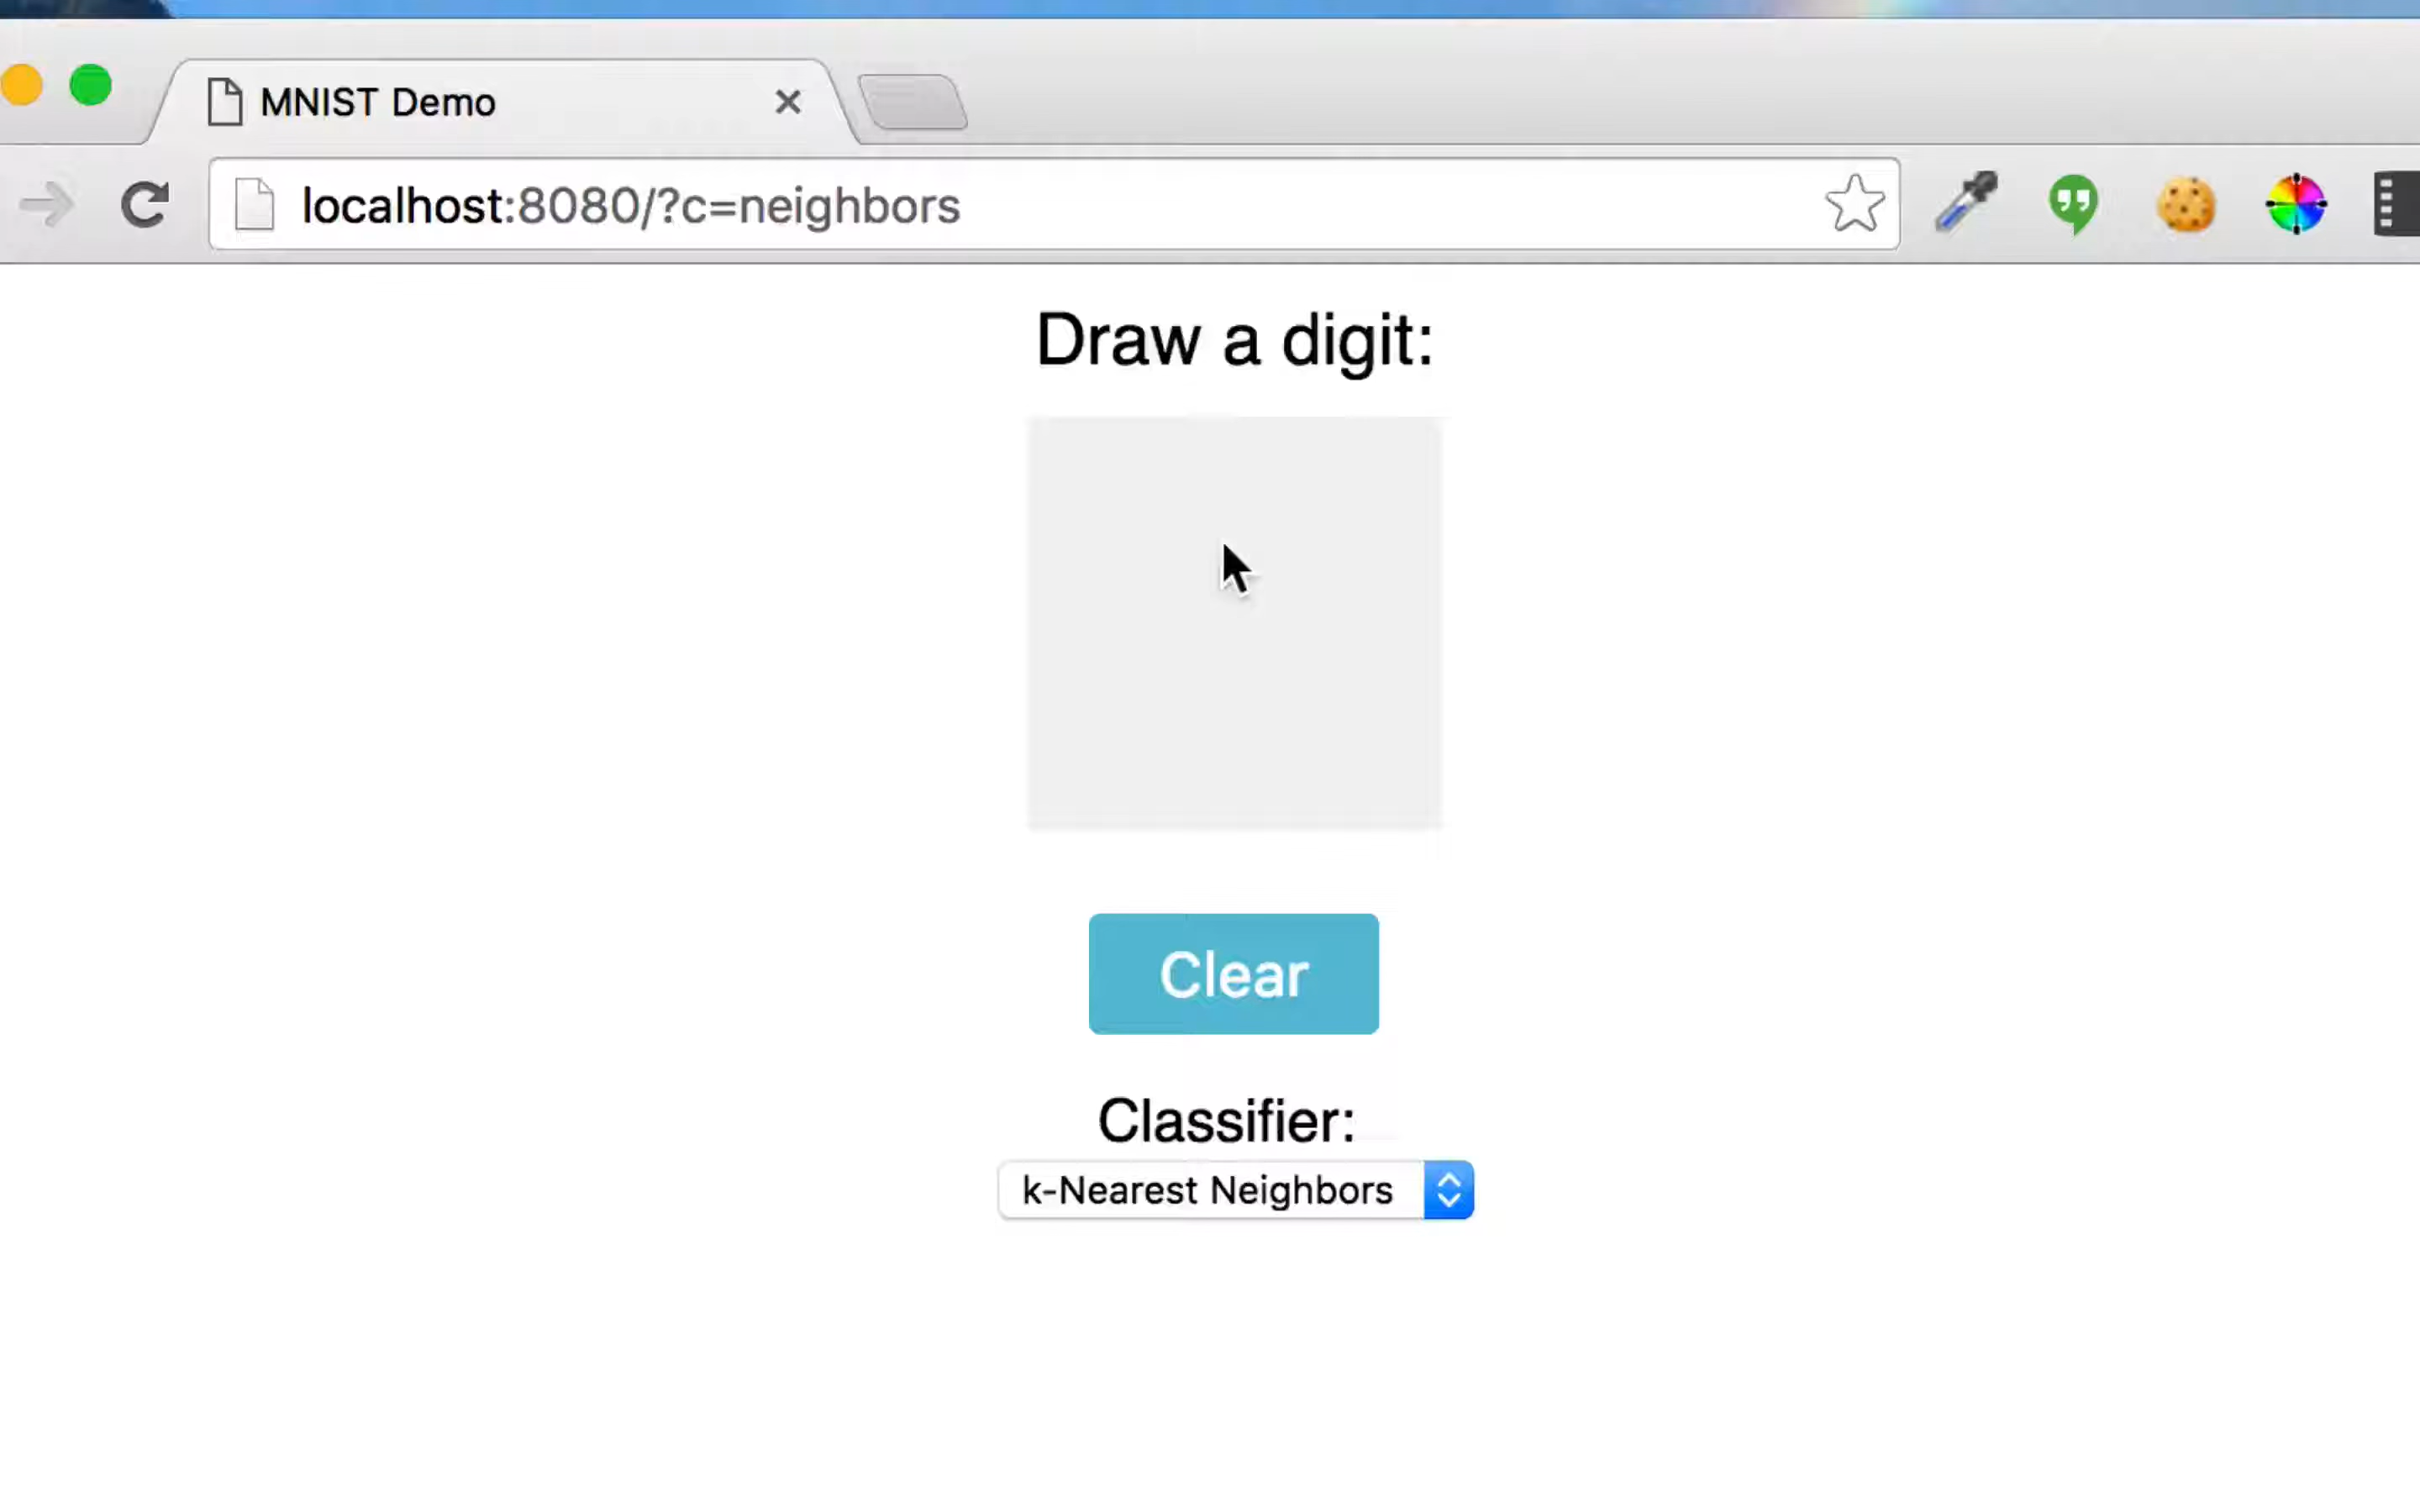 MNIST Demo
localhost:8080/?c=neighbors
Draw a digit:
Clear
Classifier:
k-Nearest Neighbors